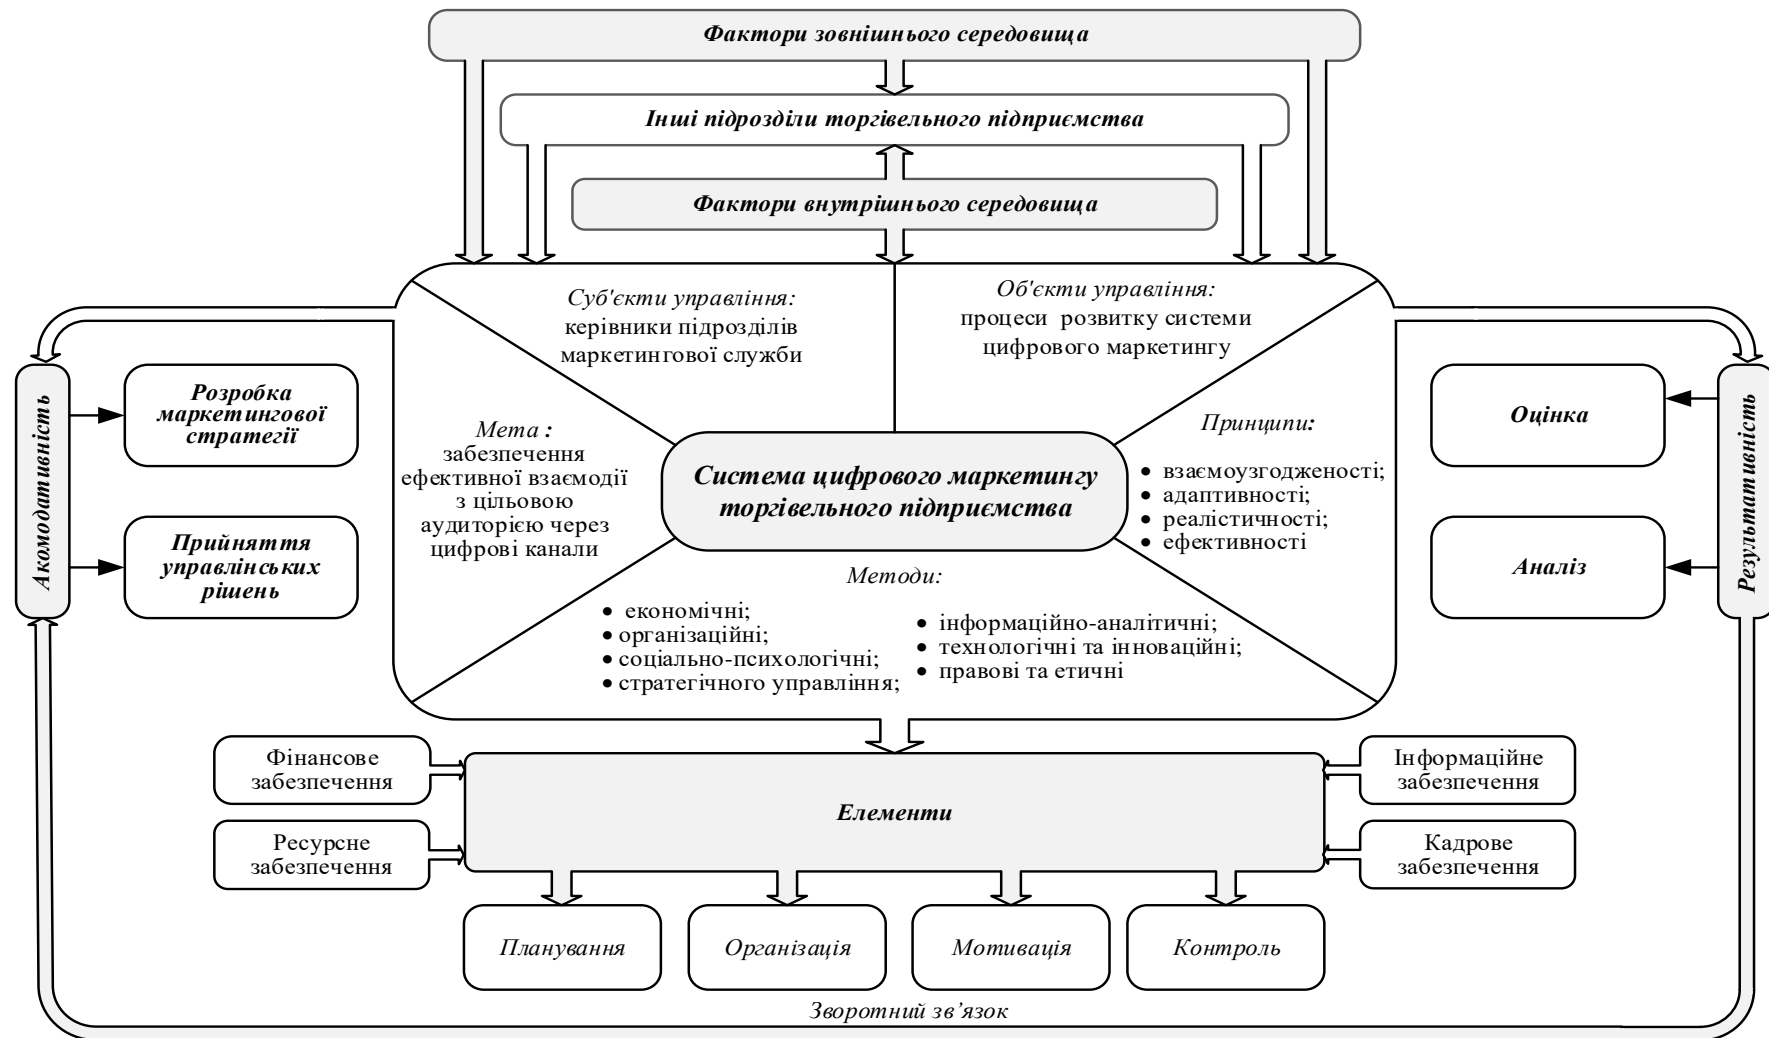 Фактори зовнішнього середовища
Інші підрозділи торгівельного підприємства
Фактори внутрішнього середовища
Суб'єкти управління:
керівники підрозділів
маркетингової служби
Об'єкти управління:
процеси розвитку системи
цифрового маркетингу
Акомодативність
Розробка
маркетингової
стратегії
Прийняття
управлінських
рішень
Мета :
забезпечення
ефективної взаємодії
з цільовою
аудиторією через
цифрові канали
Система цифрового маркетингу
торгівельного підприємства
Принципи:
• взаємоузгодженості;
• адаптивності;
• реалістичності;
• ефективності
Оцінка
Аналіз
Результативність
Методи:
• економічні;
• організаційні;
• соціально-психологічні;
• стратегічного управління;
• інформаційно-аналітичні;
• технологічні та інноваційні;
• правові та етичні
Фінансове
забезпечення
Ресурсне
забезпечення
Елементи
Інформаційне
забезпечення
Кадрове
забезпечення
Планування
Організація
Мотивація
Контроль
Зворотний зв’язок